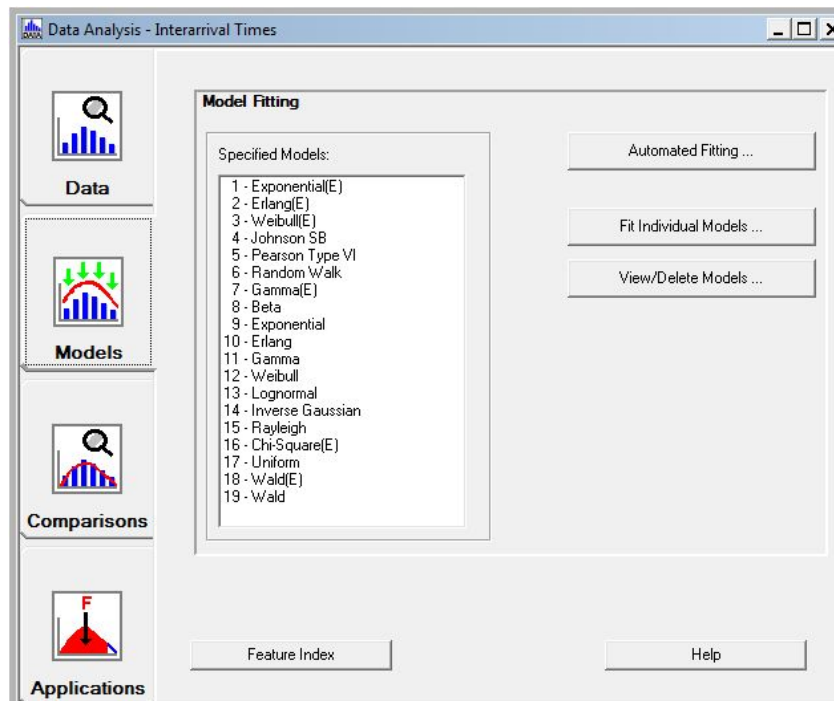 Data Analysis - Interarrival Times
Data
Models
Comparisons
F
Applications
Model Fitting
Specified Models:
1 - Exponential(E)
2 - Erlang(E)
3 - Weibull(E)
4 - Johnson SB
5 - Pearson Type VI
6 - Random Walk
7 - Gamma(E)
8 - Beta
9 - Exponential
10 - Erlang
11 - Gamma
12 - Weibull
13 - Lognormal
14 - Inverse Gaussian
15 - Rayleigh
16 - Chi-Square(E)
17 - Uniform
18 - Wald(E)
19 - Wald
Automated Fitting ...
Fit Individual Models ...
View/Delete Models ...
Feature Index
Help